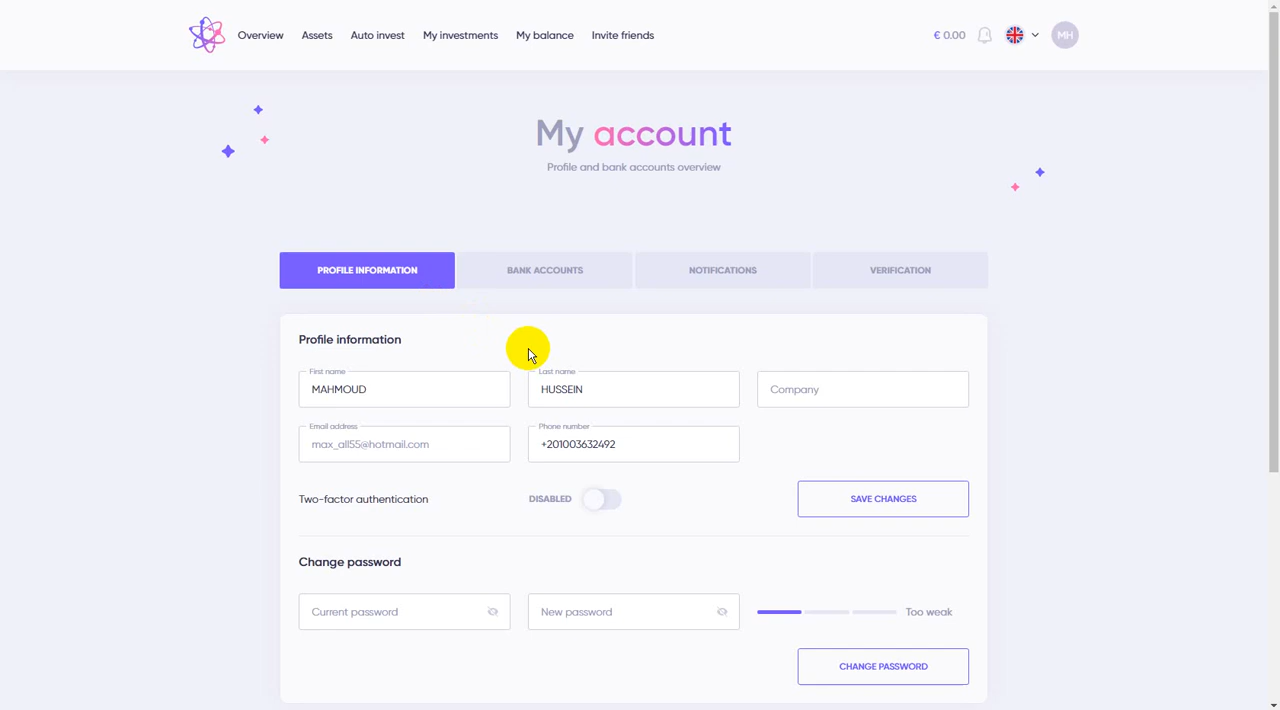 Overview Assets Auto invest My investments My balance Invite friends € 0.00 MH
My account
Profile and bank accounts overview
PROFILE INFORMATION BANK ACCOUNTS NOTIFICATIONS VERIFICATION
Profile information
First name Last name
MAHMOUD HUSSEIN Company
Email address Phone number
max_all55@hotmail.com +201003632492
Two-factor authentication DISABLED SAVE CHANGES
Change password
Current password New password Too weak
CHANGE PASSWORD